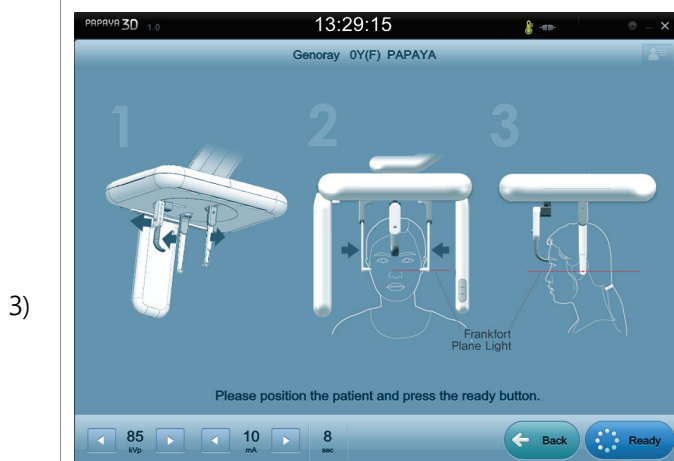 PAPAYA 3D 1.0
13:29:15
Genoray 0Y(F) PAPAYA
1
2
3
3)
Frankfort
Plane Light
Please position the patient and press the ready button.
85
kVp
10
mA
8
sec
Back
Ready